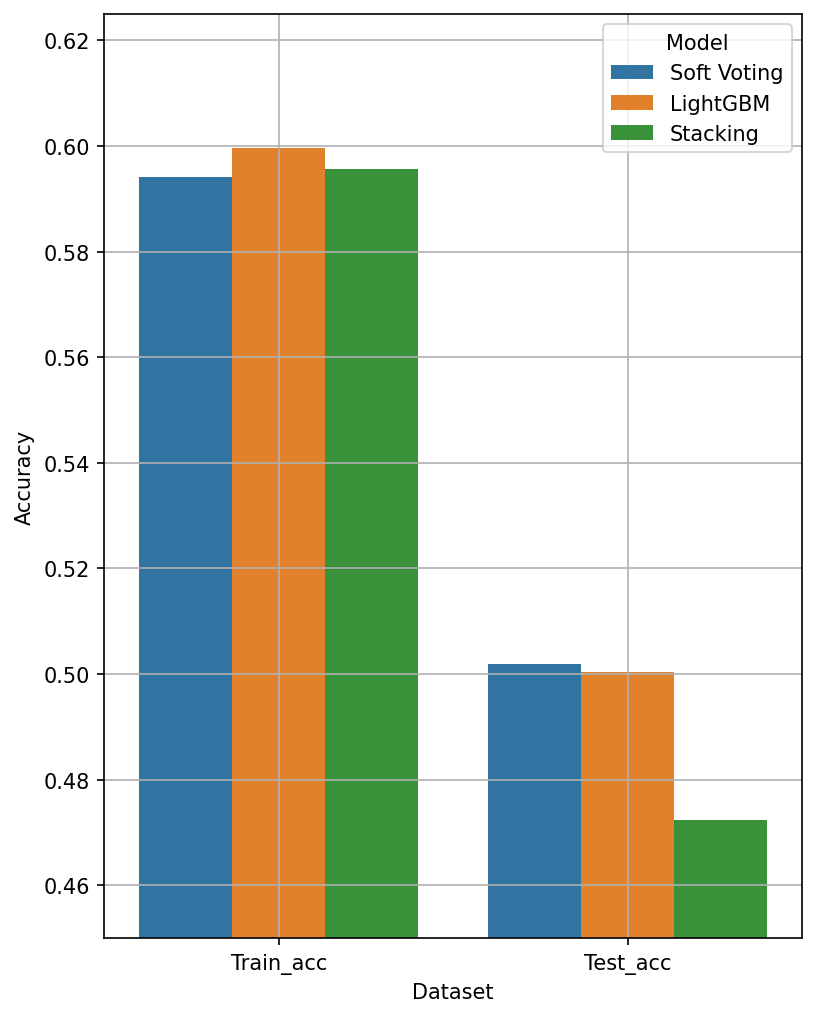 0.62
0.60
0.58
0.56
0.54
0.52
0.50
0.48
0.46
Accuracy
Model
Soft Voting
LightGBM
Stacking
Train_acc
Test_acc
Dataset